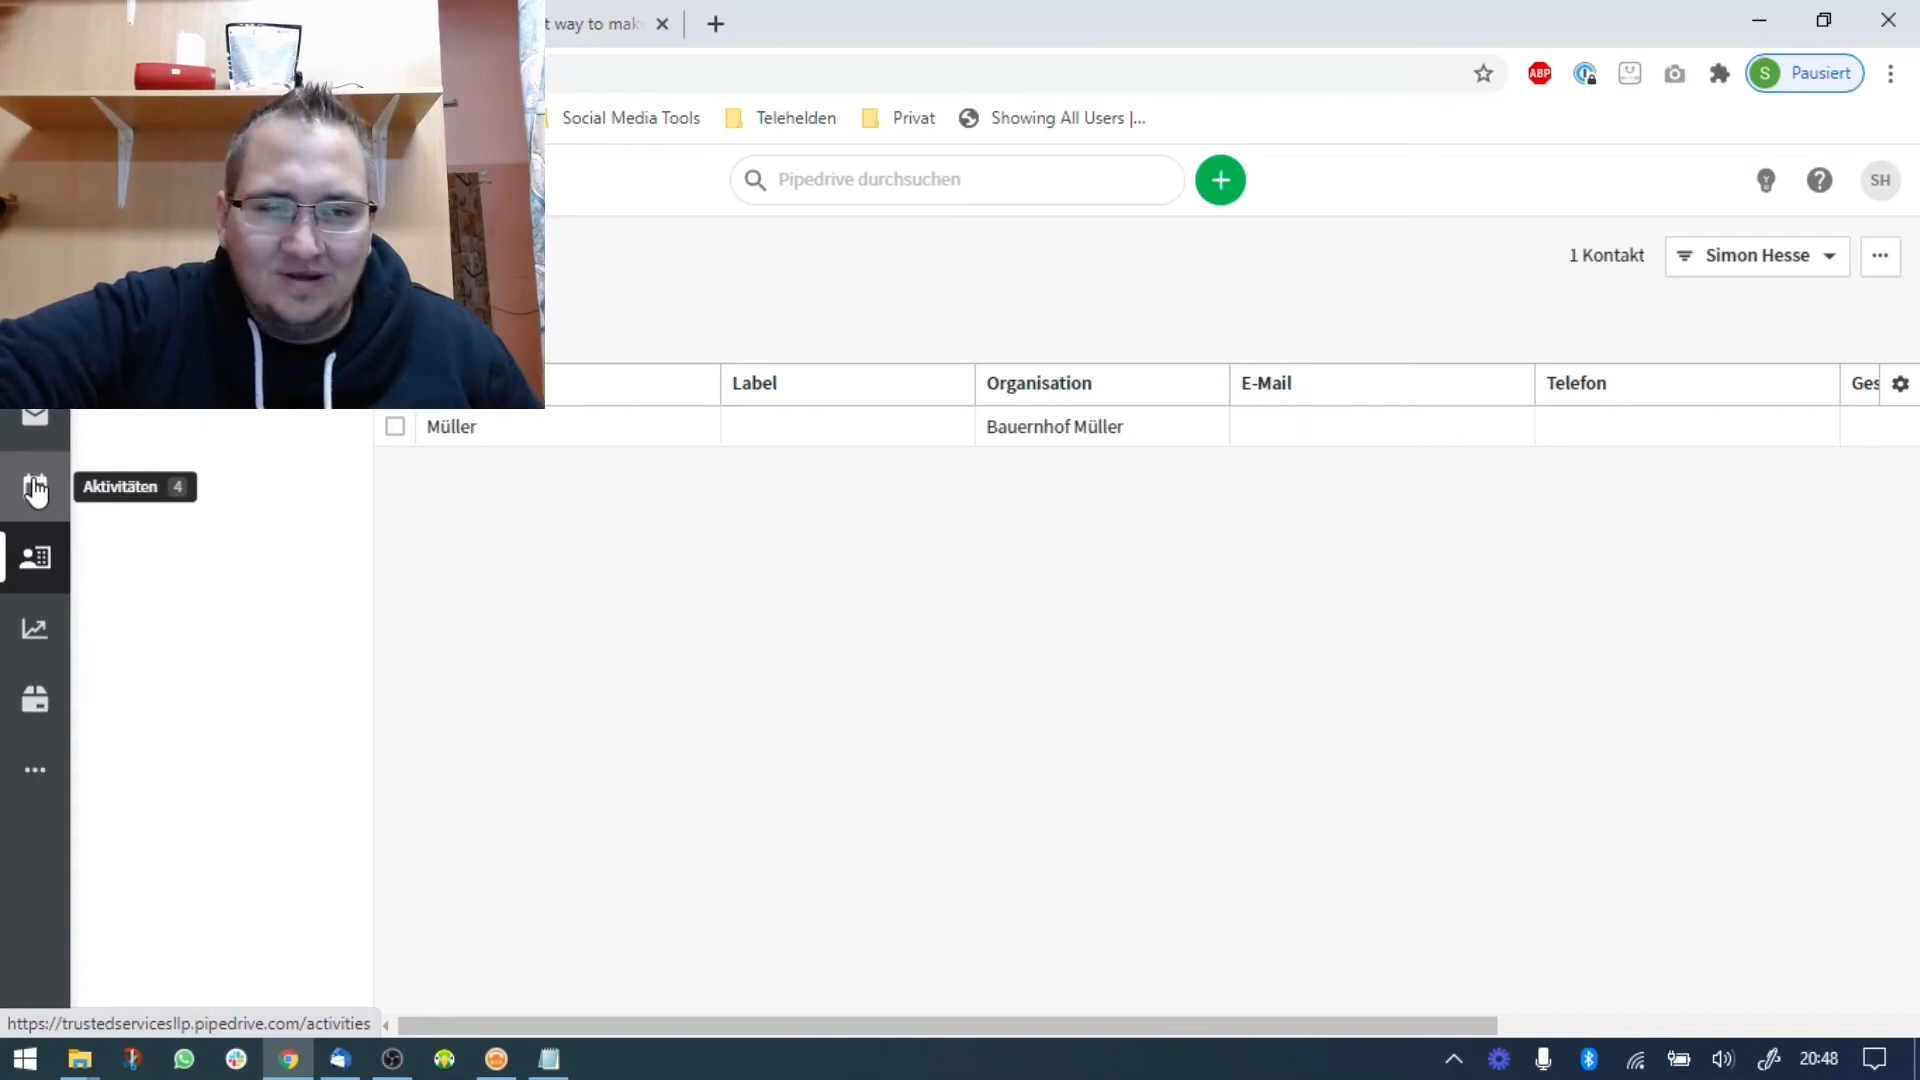 t way to mak
ABP
S Pausiert
Social Media Tools
Telehelden
Privat
Showing All Users |...
Pipedrive durchsuchen
SH
1 Kontakt
Simon Hesse
Label
Organisation
E-Mail
Telefon
Ges
Müller
Bauernhof Müller
Aktivitäten 4
https://trustedservicesllp.pipedrive.com/activities
20:48